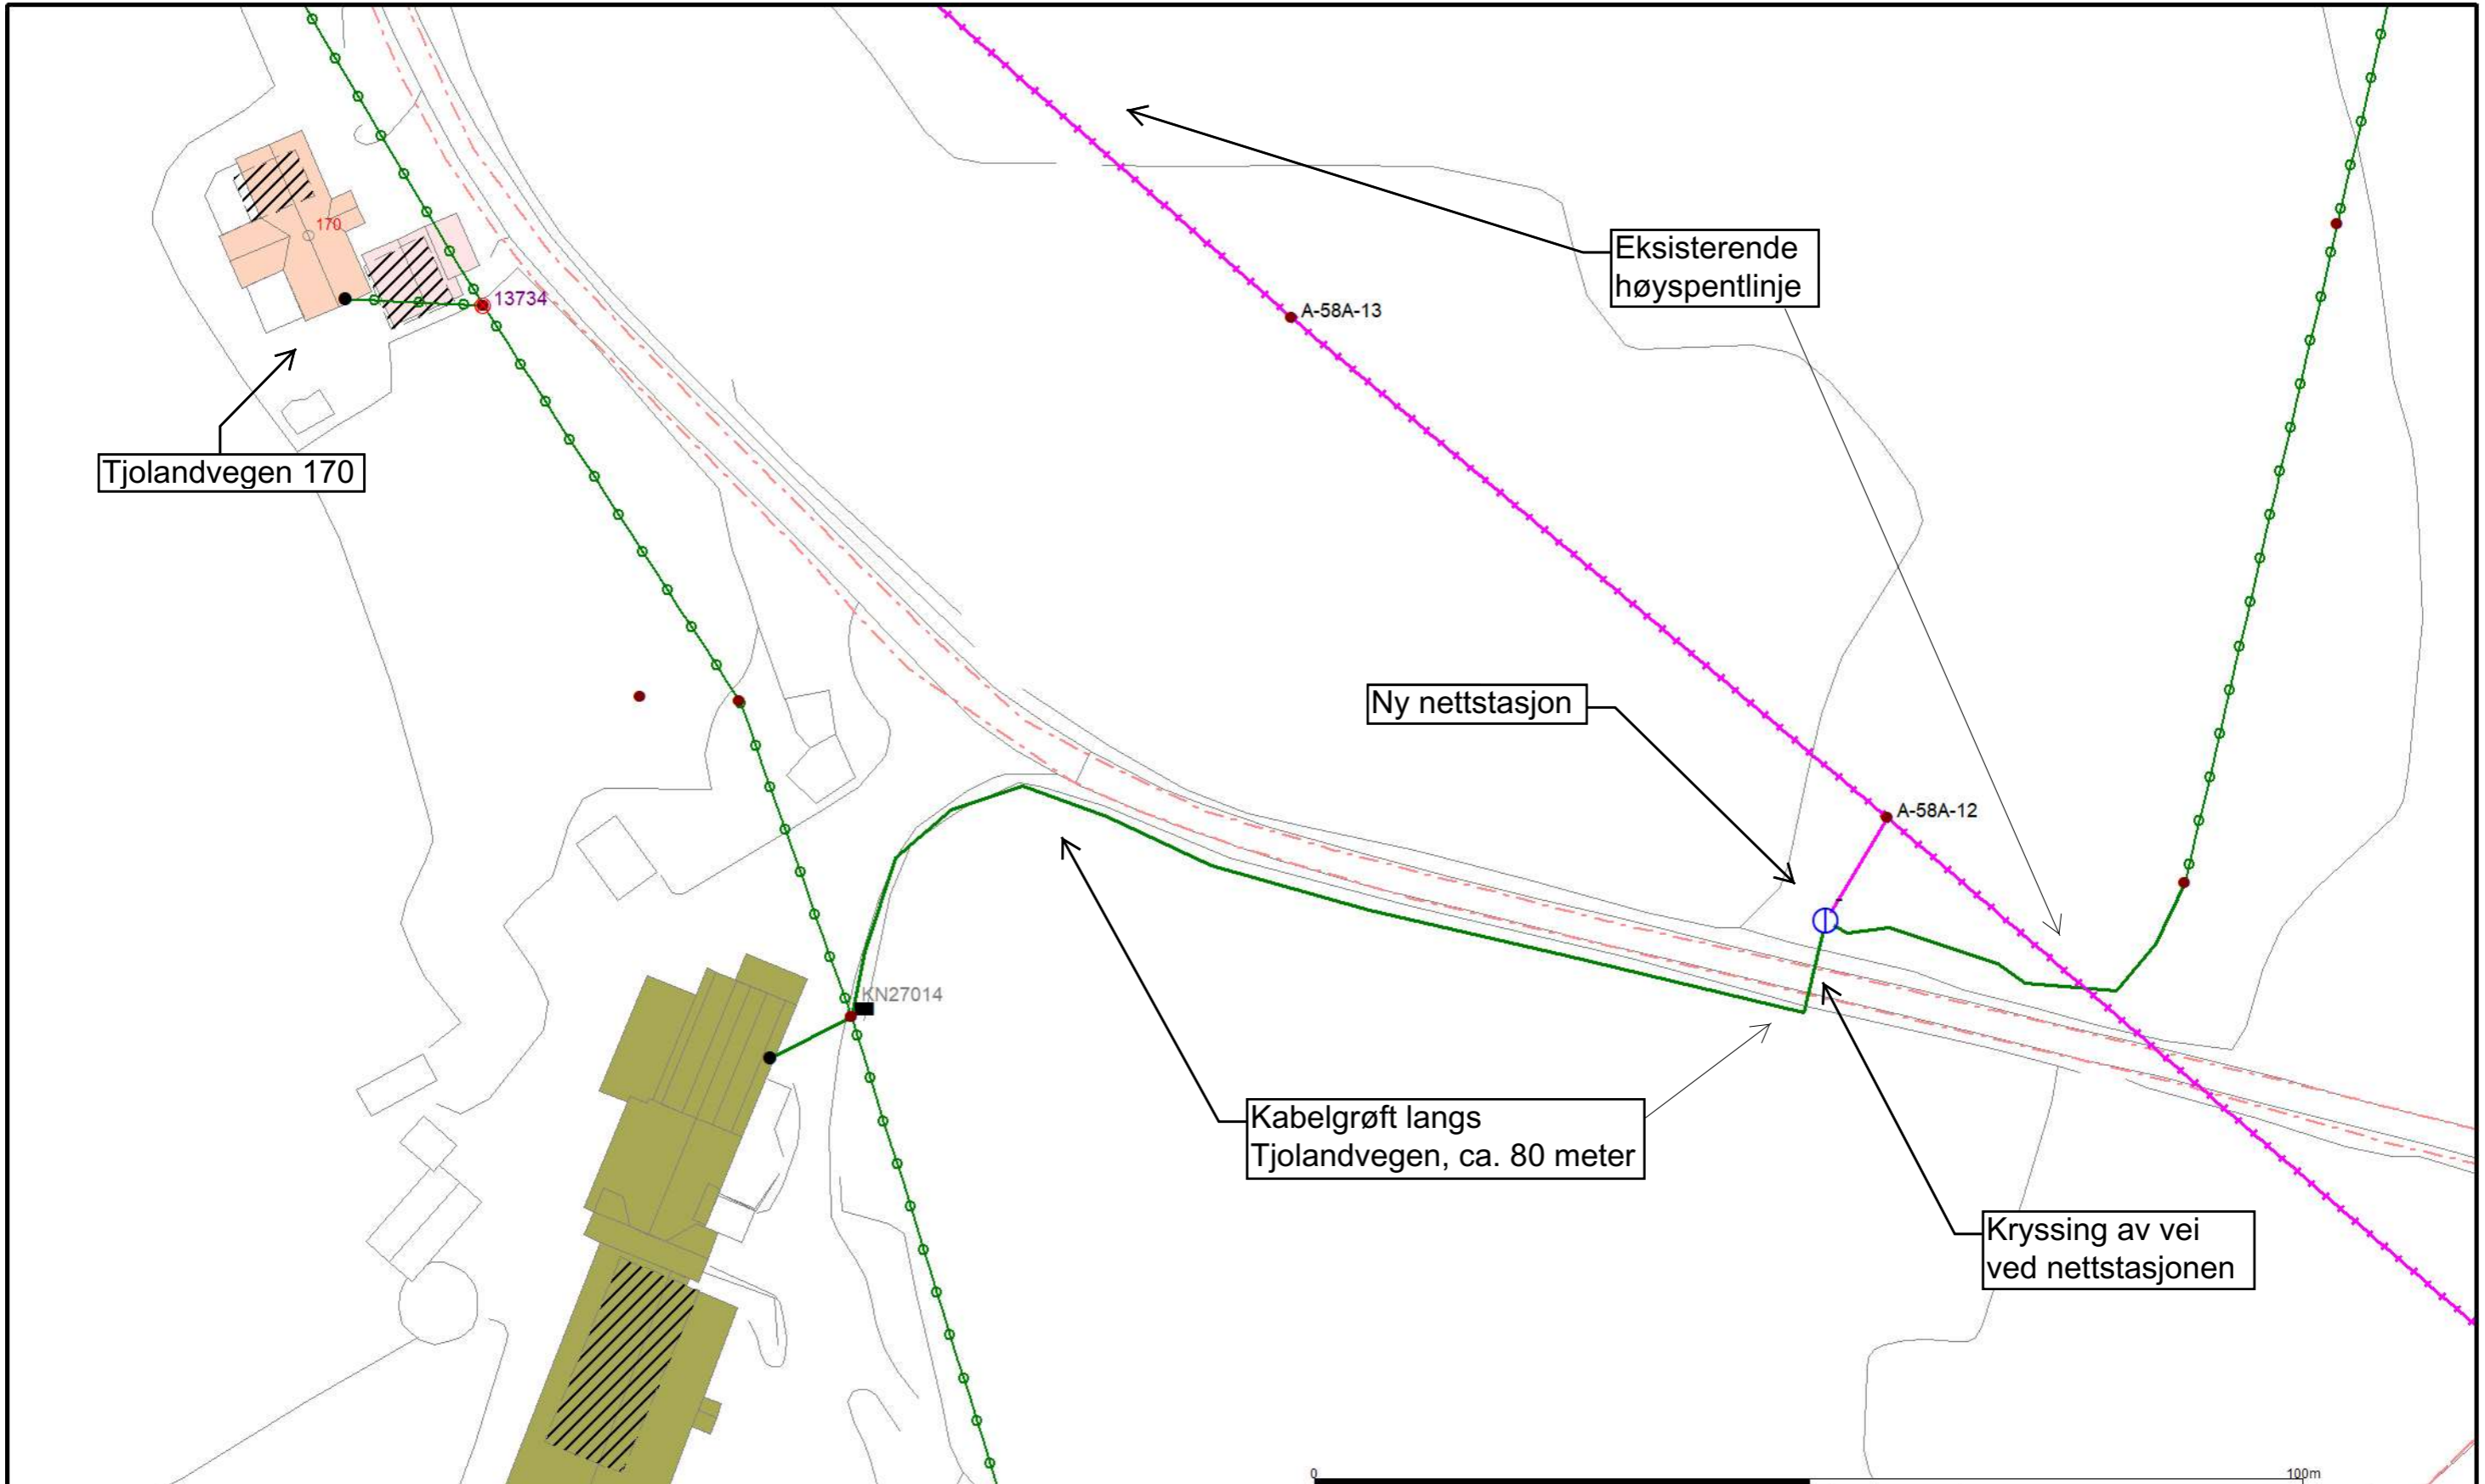 Eksisterende
høyspentlinje
170
13734
A-58A-13
Tjolandvegen 170
Ny nettstasjon
A-58A-12
KN27014
Kabelgrøft langs
Tjolandvegen, ca. 80 meter
Kryssing av vei
ved nettstasjonen
0
100m